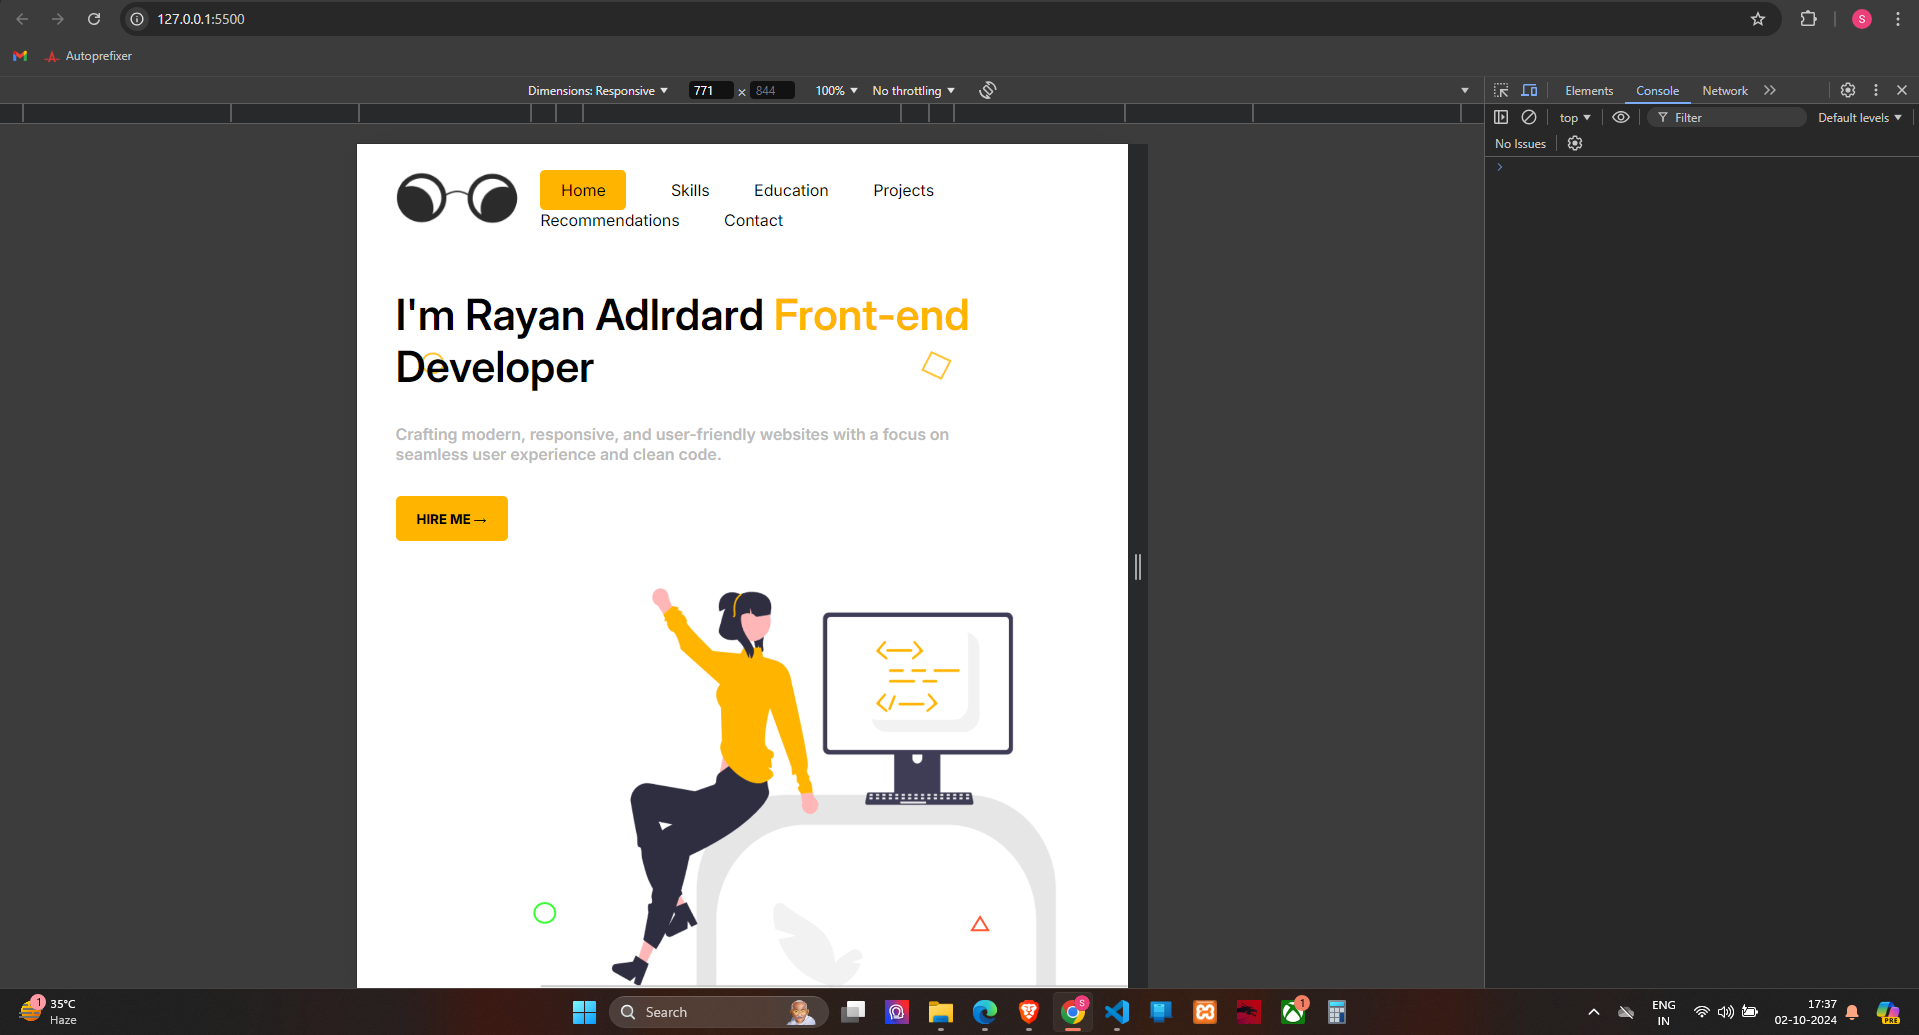 127.0.0.1:5500
S
Autoprefixer
Dimensions: Responsive 771 × 844 100% No throttling
Elements Console Network
top Filter Default levels
No Issues
Home Skills Education Projects
Recommendations Contact
I'm Rayan Adlrdard Front-end
Developer
Crafting modern, responsive, and user-friendly websites with a focus on
seamless user experience and clean code.
HIRE ME →
1
35°C
Haze
Search
S
1
ENG
IN
17:37
02-10-2024
PRE